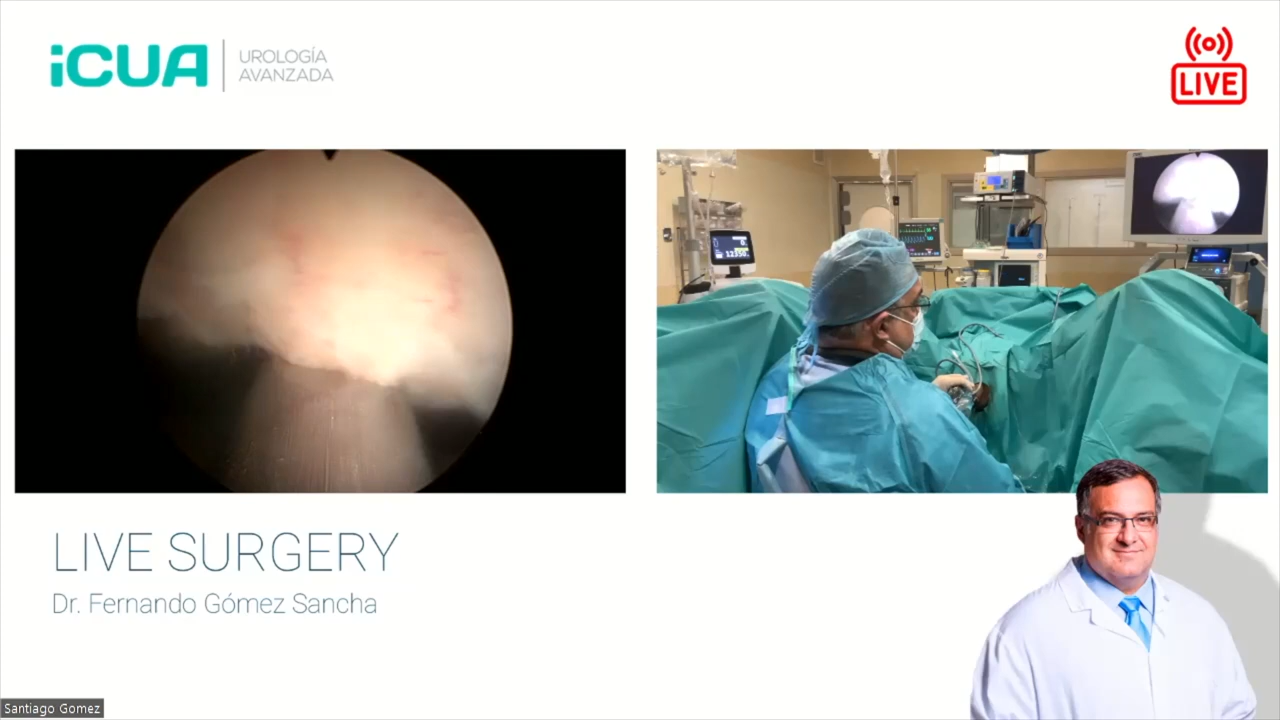 iCUA
UROLOGÍA
AVANZADA
LIVE
LIVE SURGERY
Dr. Fernando Gómez Sancha
Santiago Gomez